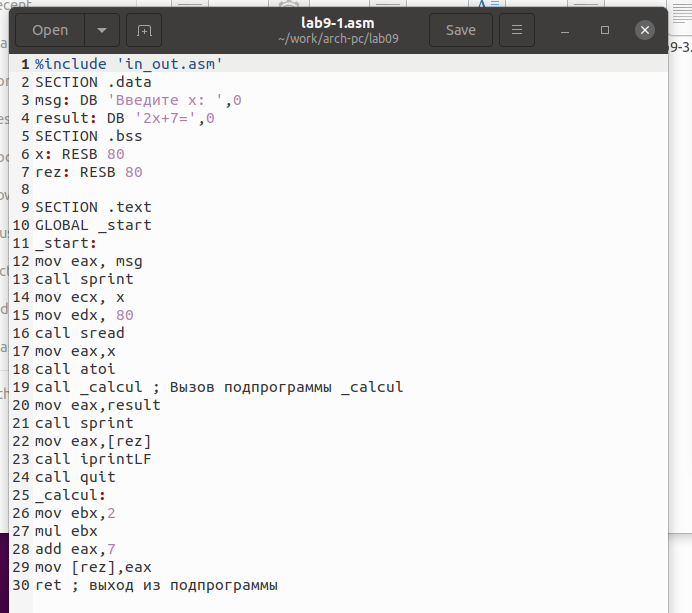 Open
lab9-1.asm
~/work/arch-pc/lab09
Save
1 %include 'in_out.asm'
2 SECTION .data
3 msg: DB 'Введите x: ',0
4 result: DB '2x+7=',0
5 SECTION .bss
6 x: RESB 80
7 rez: RESB 80
8
9 SECTION .text
10 GLOBAL _start
11 _start:
12 mov eax, msg
13 call sprint
14 mov ecx, x
15 mov edx, 80
16 call sread
17 mov eax,x
18 call atoi
19 call _calcul ; Вызов подпрограммы _calcul
20 mov eax,result
21 call sprint
22 mov eax,[rez]
23 call iprintLF
24 call quit
25 _calcul:
26 mov ebx,2
27 mul ebx
28 add eax,7
29 mov [rez],eax
30 ret ; выход из подпрограммы